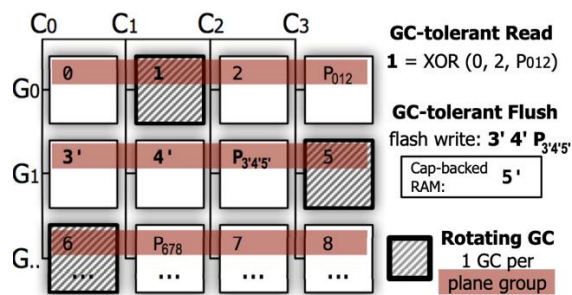 C0 C1 C2 C3
G0 0 1 2 P012
G1 3' 4' P3'4'5' 5
G.. 6 P678 7 8
... ... ... ...
GC-tolerant Read
1 = XOR (0, 2, P012)
GC-tolerant Flush
flash write: 3' 4' P3'4'5'
Cap-backed
RAM: 5'
Rotating GC
1 GC per
plane group